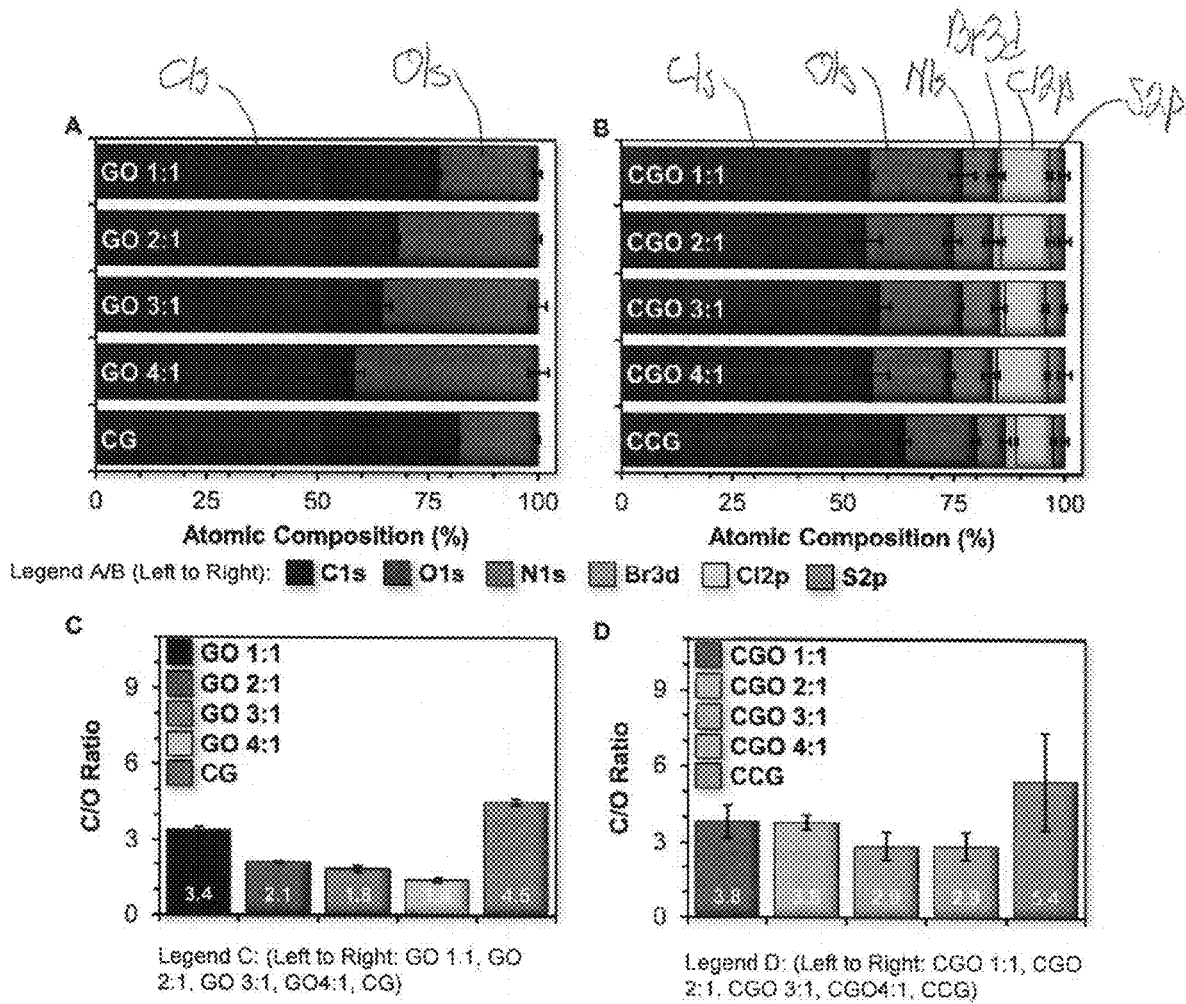 C1s O1s C1s O1s N1s Br3d Cl2p S2p
A
GO 1:1
GO 2:1
GO 3:1
GO 4:1
CG
0 25 50 75 100
Atomic Composition (%)
B
CGO 1:1
CGO 2:1
CGO 3:1
CGO 4:1
CCG
0 25 50 75 100
Atomic Composition (%)
Legend A/B (Left to Right): C1s O1s N1s Br3d Cl2p S2p
C
GO 1:1
GO 2:1
GO 3:1
GO 4:1
CG
C/O Ratio
9
6
3
0
3.4 2.1
Legend C: (Left to Right: GO 1:1, GO
2:1, GO 3:1, GO4:1, CG)
D
CGO 1:1
CGO 2:1
CGO 3:1
CGO 4:1
CCG
C/O Ratio
9
6
3
0
3.8
Legend D: (Left to Right: CGO 1:1, CGO
2:1, CGO 3:1, CGO4:1, CCG)